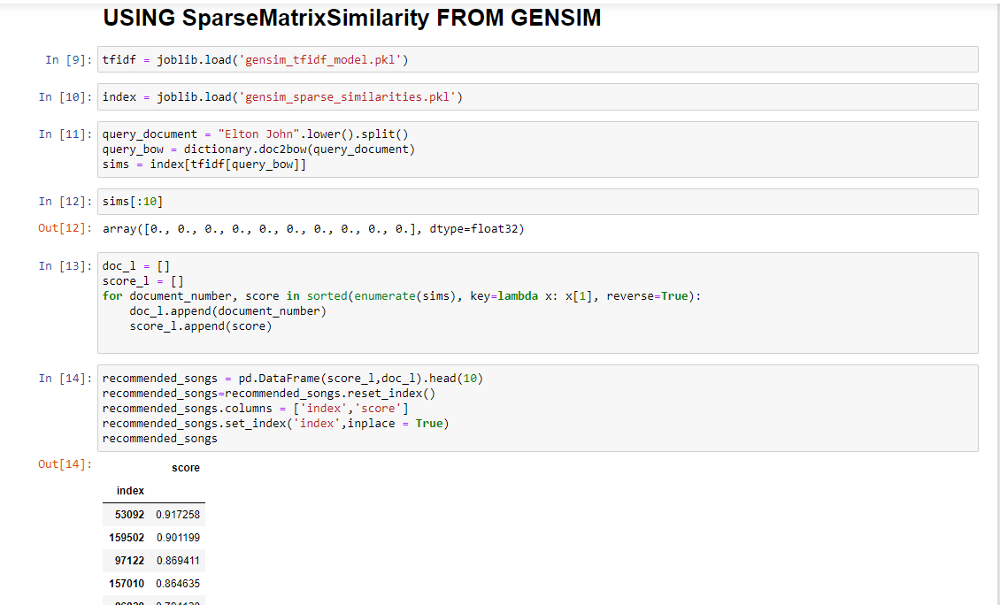 USING SparseMatrixSimilarity FROM GENSIM
In [9]: tfidf = joblib.load('gensim_tfidf_model.pkl')
In [10]: index = joblib.load('gensim_sparse_similarities.pkl')
In [11]: query_document = "Elton John".lower().split()
query_bow = dictionary.doc2bow(query_document)
sims = index[tfidf[query_bow]]
In [12]: sims[:10]
Out[12]: array([0., 0., 0., 0., 0., 0., 0., 0., 0., 0.], dtype=float32)
In [13]: doc_l = []
score_l = []
for document_number, score in sorted(enumerate(sims), key=lambda x: x[1], reverse=True):
    doc_l.append(document_number)
    score_l.append(score)
In [14]: recommended_songs = pd.DataFrame(score_l,doc_l).head(10)
recommended_songs=recommended_songs.reset_index()
recommended_songs.columns = ['index','score']
recommended_songs.set_index('index',inplace = True)
recommended_songs
Out[14]: score
index
53092 0.917258
159502 0.901199
97122 0.869411
157010 0.864635